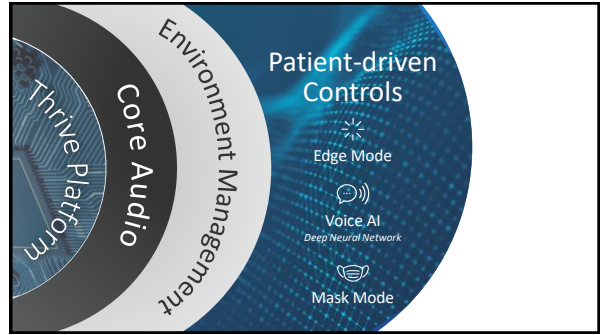 Thrive Platform
Core Audio
Environment Management
Patient-driven
Controls
Edge Mode
Voice AI
Deep Neural Network
Mask Mode